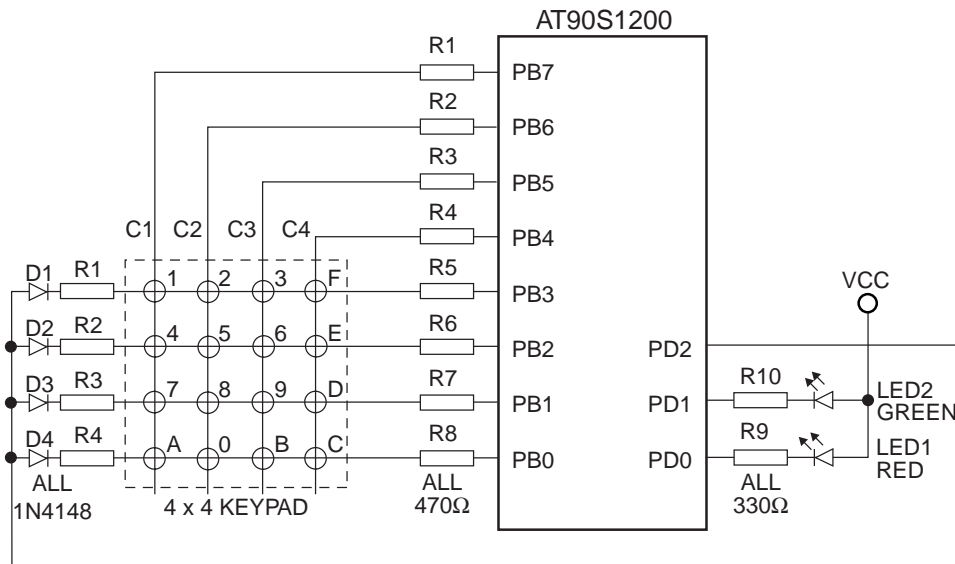 AT90S1200
R1
PB7
R2
PB6
R3
PB5
C1 C2 C3 C4 R4
PB4
D1 R1 1 2 3 F R5
PB3
VCC
D2 R2 4 5 6 E R6
PB2 PD2
D3 R3 7 8 9 D R7
PB1 PD1 R10 LED2
GREEN
D4 R4 A 0 B C R8
PB0 PD0 R9 LED1
RED
ALL
1N4148
4 x 4 KEYPAD
ALL
470Ω
ALL
330Ω